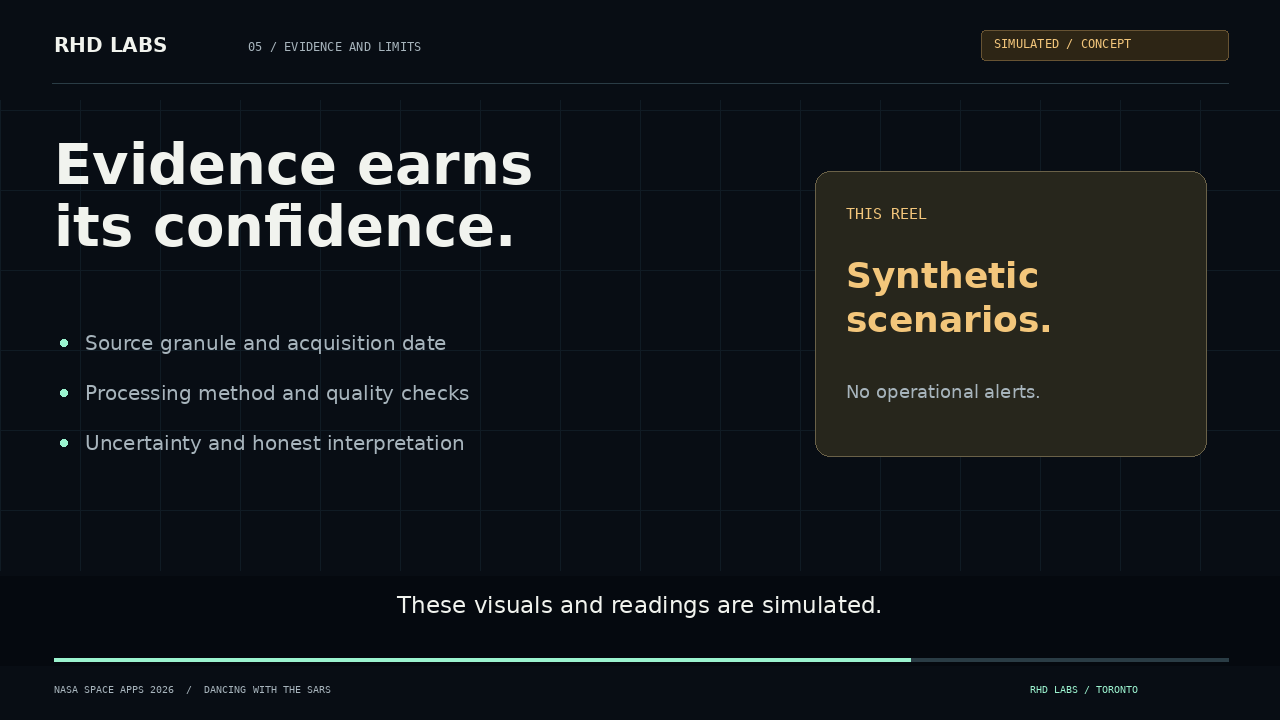 RHD LABS
05 / EVIDENCE AND LIMITS
SIMULATED / CONCEPT
Evidence earns
its confidence.
Source granule and acquisition date
Processing method and quality checks
Uncertainty and honest interpretation
THIS REEL
Synthetic
scenarios.
No operational alerts.
These visuals and readings are simulated.
NASA SPACE APPS 2026 / DANCING WITH THE SARS
RHD LABS / TORONTO